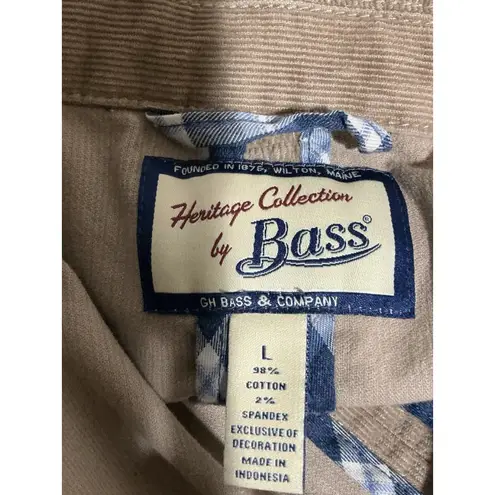 FOUNDED IN 1876, WILTON, MAINE
Heritage Collection
by Bass®
GH BASS & COMPANY
L
98%
COTTON
2%
SPANDEX
EXCLUSIVE OF
DECORATION
MADE IN
INDONESIA